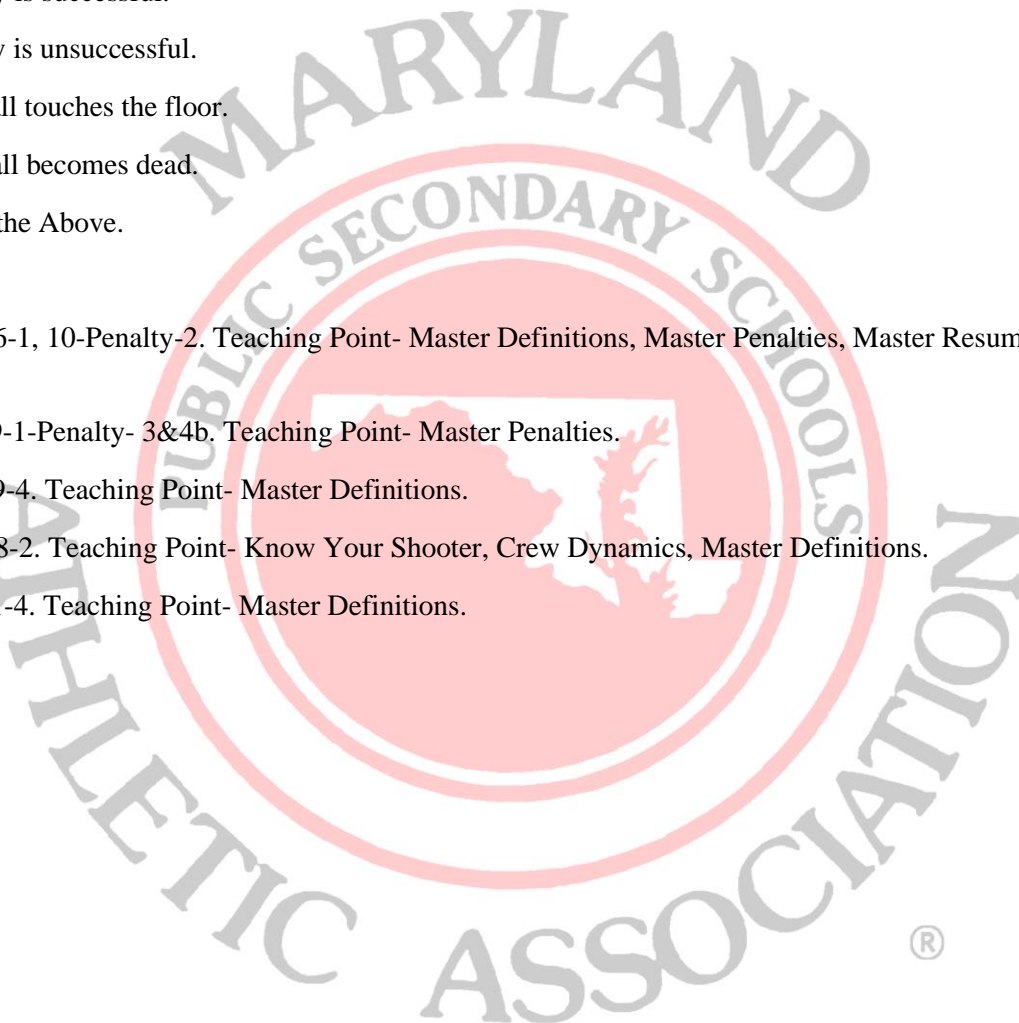 is successful.
is unsuccessful.
touches the floor.
becomes dead.
the Above.
6-1, 10-Penalty-2. Teaching Point- Master Definitions, Master Penalties, Master Resum
9-1-Penalty- 3&4b. Teaching Point- Master Penalties.
9-4. Teaching Point- Master Definitions.
8-2. Teaching Point- Know Your Shooter, Crew Dynamics, Master Definitions.
-4. Teaching Point- Master Definitions.
MARYLAND
PUBLIC SECONDARY SCHOOLS
ATHLETIC ASSOCIATION
®